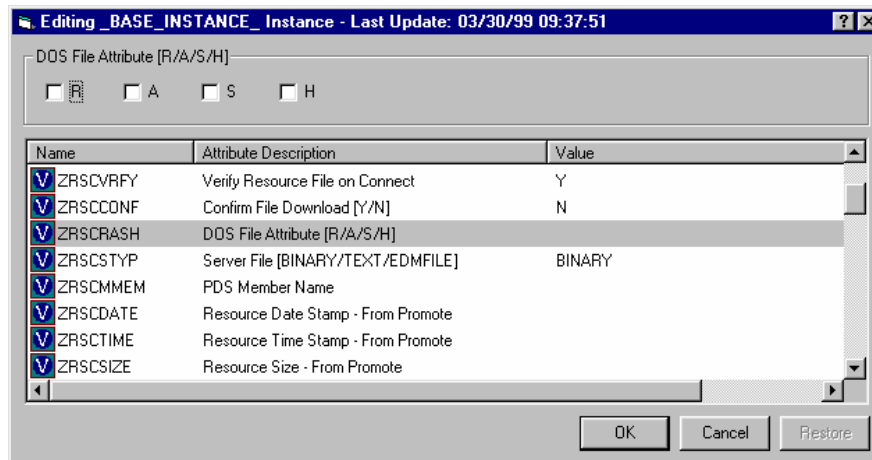 Editing _BASE_INSTANCE_ Instance - Last Update: 03/30/99 09:37:51
DOS File Attribute [R/A/S/H]
R A S H
Name Attribute Description Value
V ZRSCVRFY Verify Resource File on Connect Y
V ZRSCCONF Confirm File Download [Y/N] N
V ZRSCRASH DOS File Attribute [R/A/S/H]
V ZRSCSTYP Server File [BINARY/TEXT/EDMFILE] BINARY
V ZRSCMMEM PDS Member Name
V ZRSCDATE Resource Date Stamp - From Promote
V ZRSCTIME Resource Time Stamp - From Promote
V ZRSCSIZE Resource Size - From Promote
OK Cancel Restore